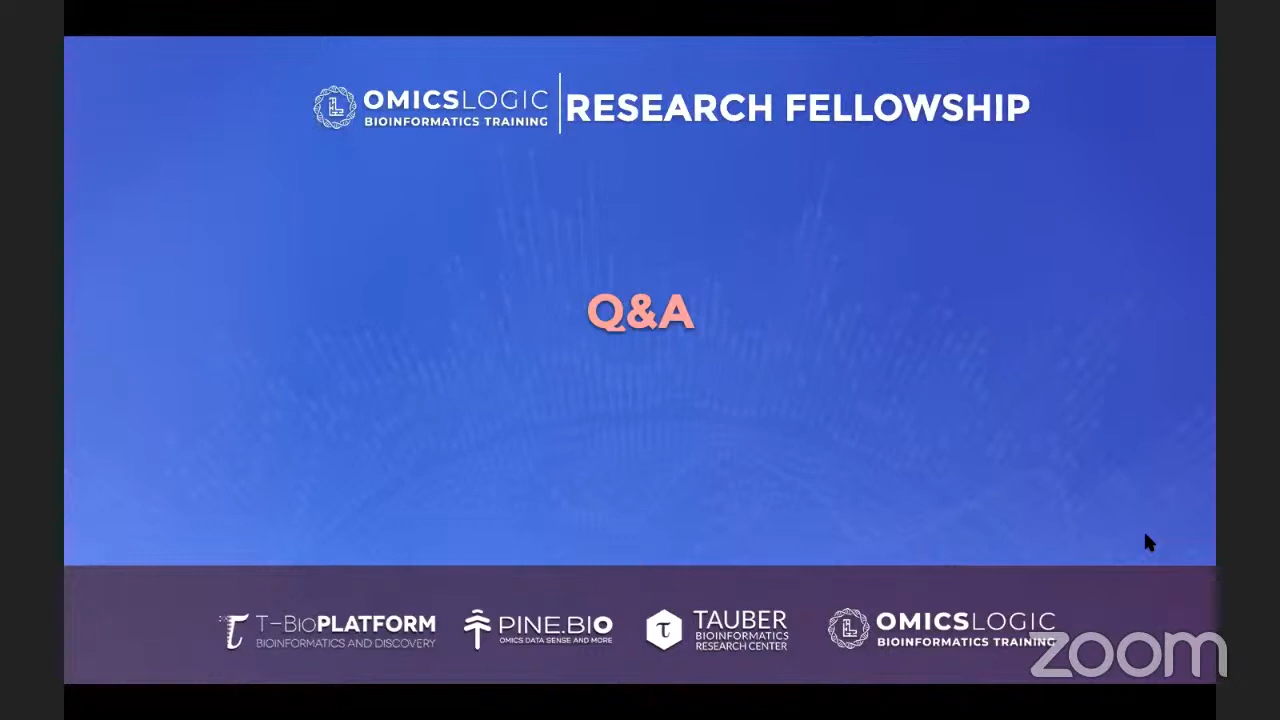 OMICSLOGIC
BIOINFORMATICS TRAINING
RESEARCH FELLOWSHIP
Q&A
T-BioPLATFORM
BIOINFORMATICS AND DISCOVERY
PINE.BIO
OMICS DATA SENSE AND MORE
τ
TAUBER
BIOINFORMATICS
RESEARCH CENTER
OMICSLOGIC
BIOINFORMATICS TRAINING
zoom